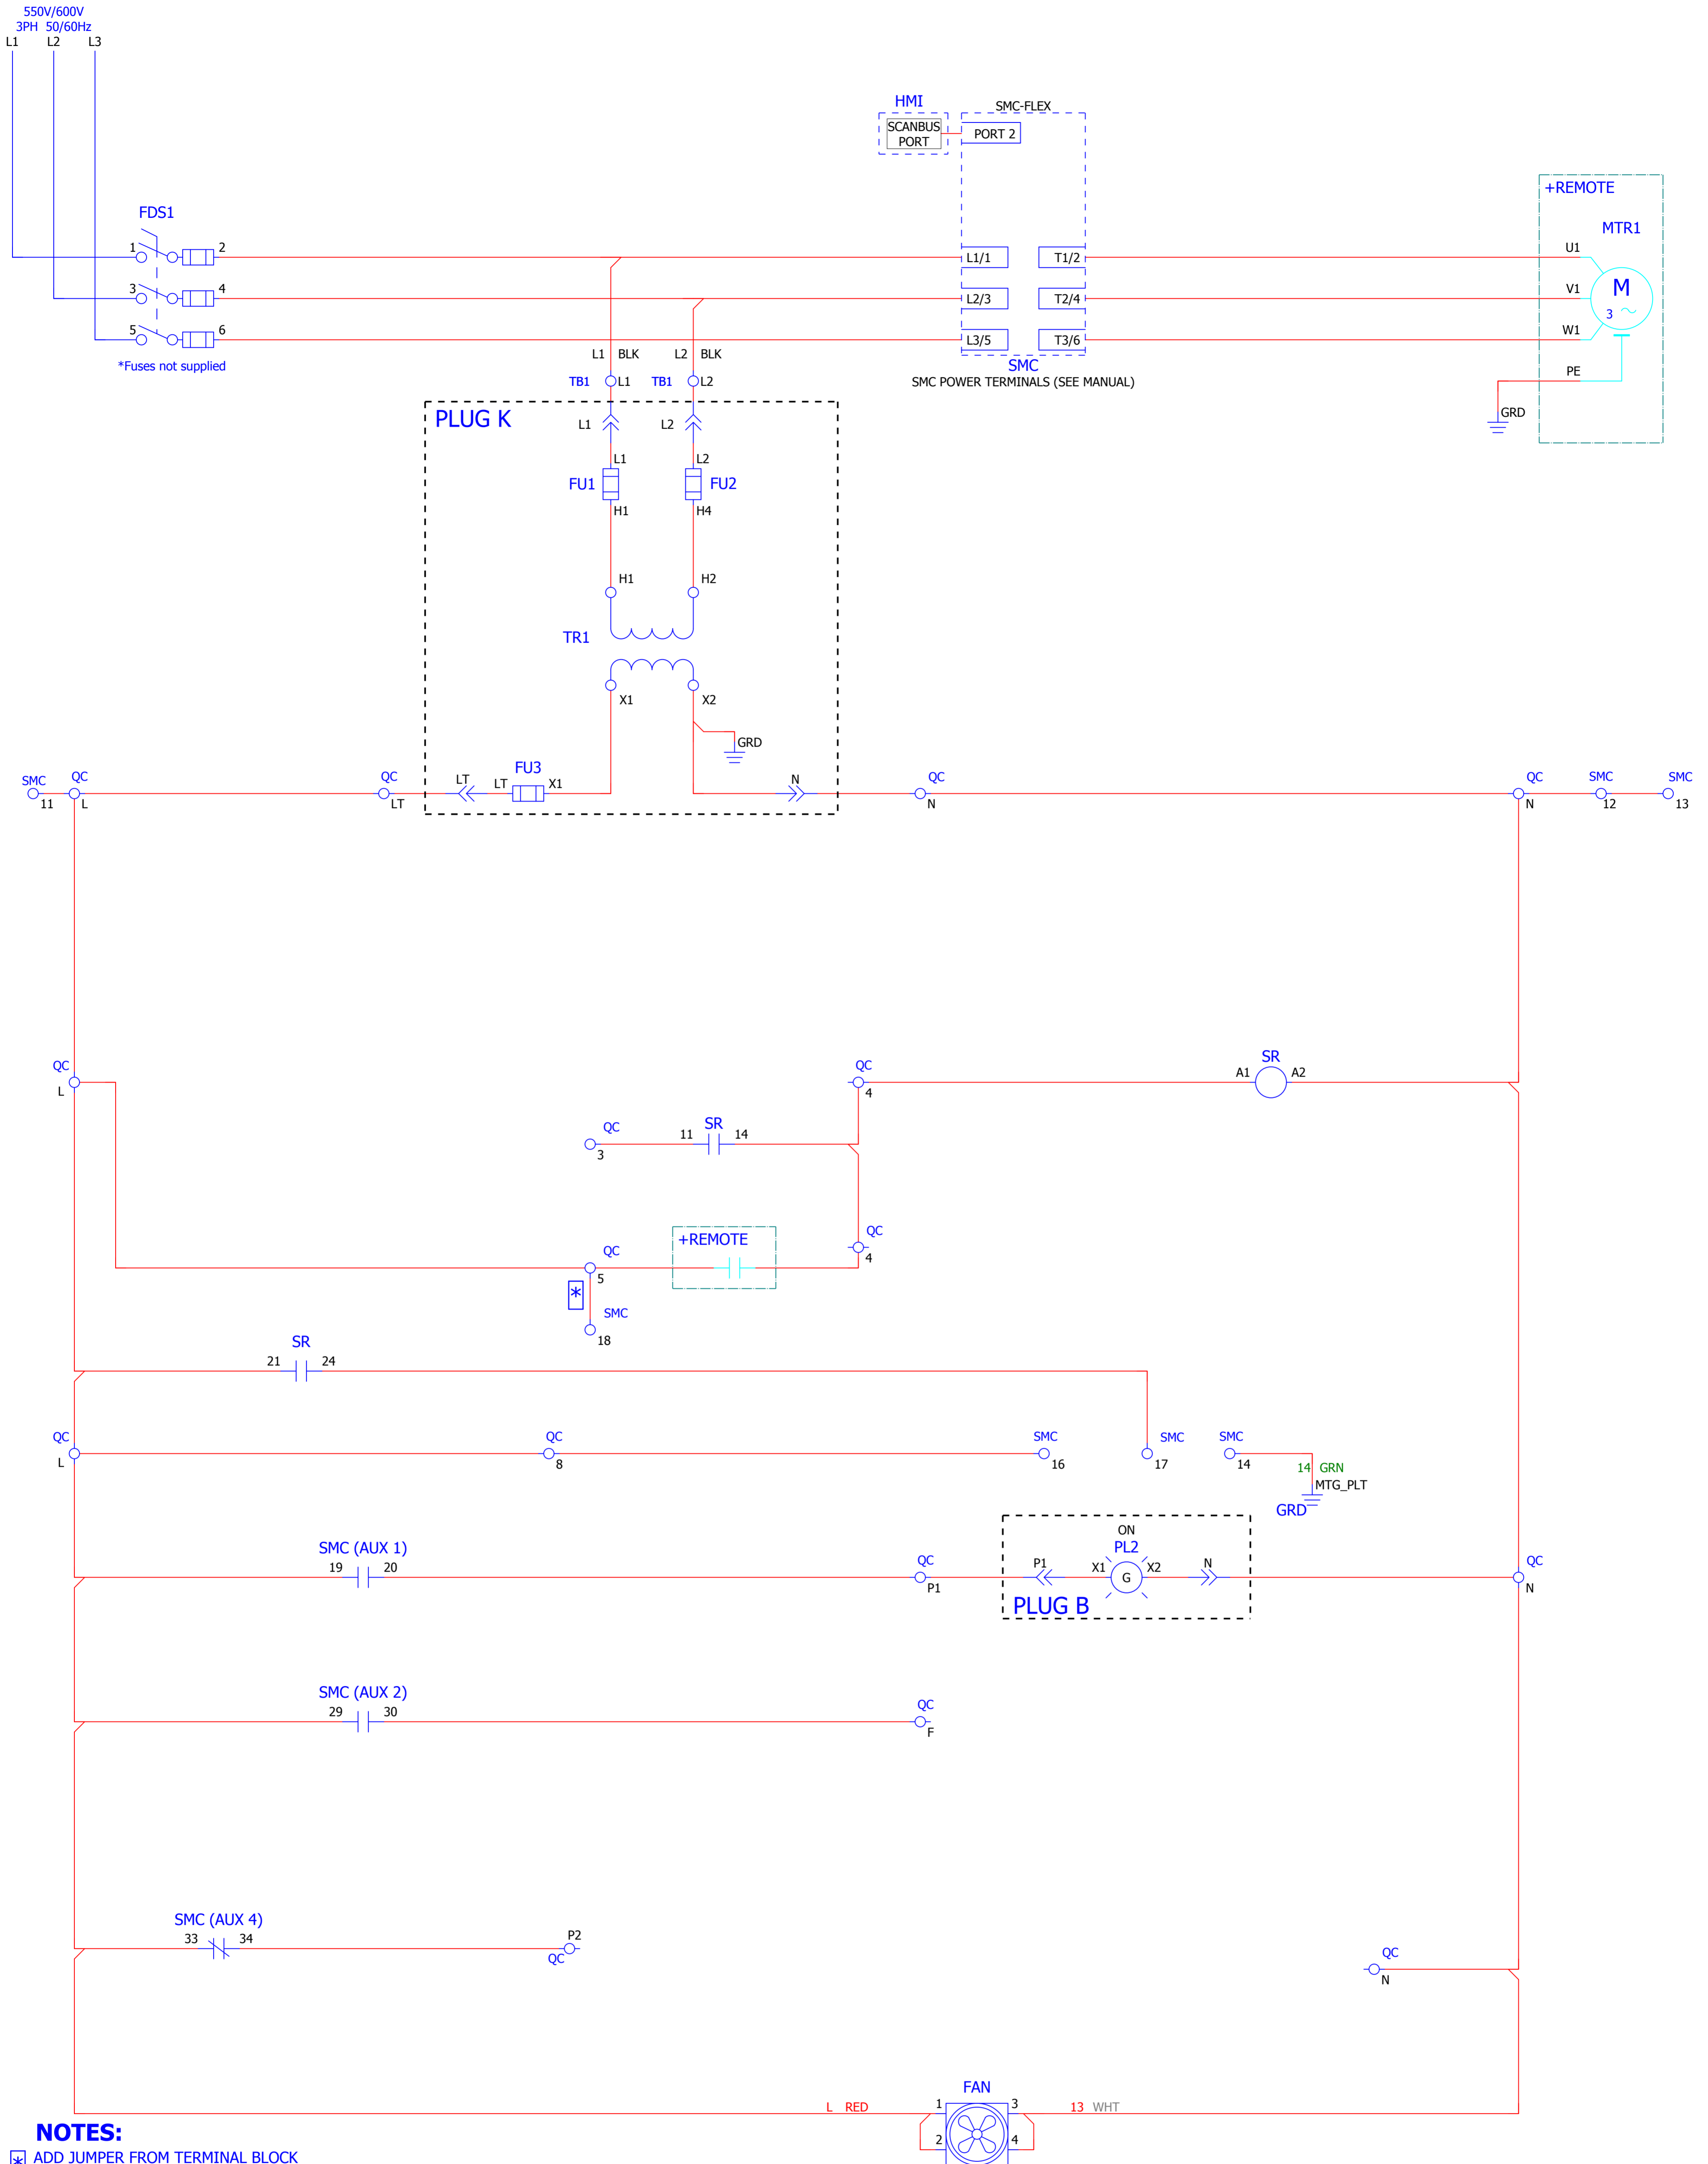 550V/600V
3PH 50/60Hz
L1 L2 L3
HMI
SCANBUS
PORT
SMC-FLEX
PORT 2
+REMOTE
MTR1
FDS1
1 2
L1/1 T1/2
U1
3 4
L2/3 T2/4
V1
M
3
5 6
L3/5 T3/6
W1
*Fuses not supplied
L1 BLK L2 BLK
SMC
SMC POWER TERMINALS (SEE MANUAL)
PE
GRD
TB1 L1 TB1 L2
PLUG K
L1 L2
L1 L2
FU1 FU2
H1 H4
H1 H2
TR1
X1 X2
GRD
SMC QC QC
LT LT FU3 X1
N QC
QC SMC SMC
11 L LT
N
N 12 13
QC QC SR
L 4 A1 A2
QC SR
3 11 14
QC
4
+REMOTE
QC
5
*
SMC
18
SR
21 24
QC QC SMC SMC SMC
L 8 16 17 14
14 GRN
MTG_PLT
GRD
SMC (AUX 1)
19 20
QC
P1
ON
PL2
P1 X1 G X2 N
PLUG B
QC
N
SMC (AUX 2)
29 30
QC
F
SMC (AUX 4)
33 34
P2
QC
QC
N
FAN
L RED 1 3 13 WHT
2 4
NOTES:
* ADD JUMPER FROM TERMINAL BLOCK